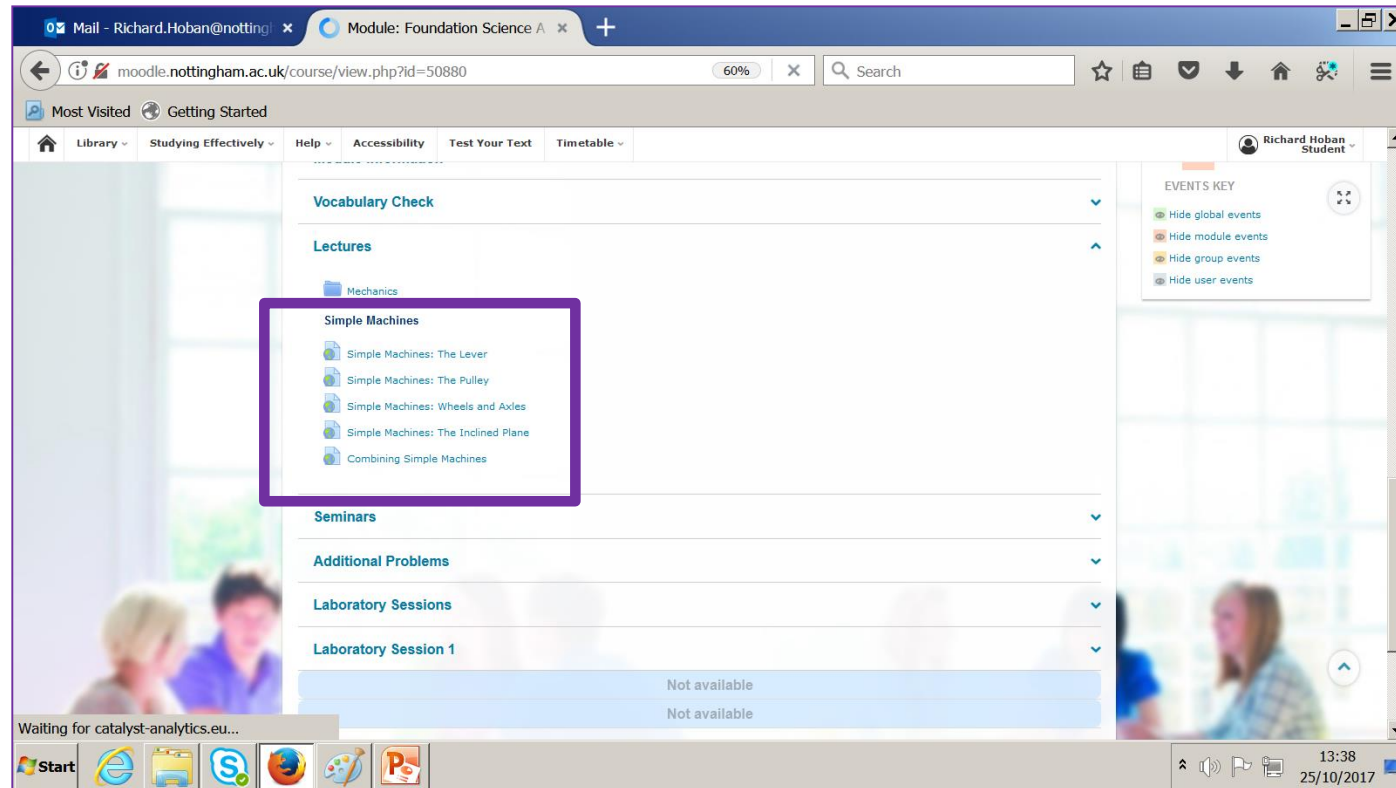 Mail - Richard.Hoban@notting
Module: Foundation Science A
moodle.nottingham.ac.uk/course/view.php?id=50880
60%
Search
Most Visited
Getting Started
Library
Studying Effectively
Help
Accessibility
Test Your Text
Timetable
Richard Hoban
Student
Vocabulary Check
Lectures
Mechanics
Simple Machines
Simple Machines: The Lever
Simple Machines: The Pulley
Simple Machines: Wheels and Axles
Simple Machines: The Inclined Plane
Combining Simple Machines
Seminars
Additional Problems
Laboratory Sessions
Laboratory Session 1
Not available
Not available
EVENTS KEY
Hide global events
Hide module events
Hide group events
Hide user events
Waiting for catalyst-analytics.eu...
Start
13:38
25/10/2017